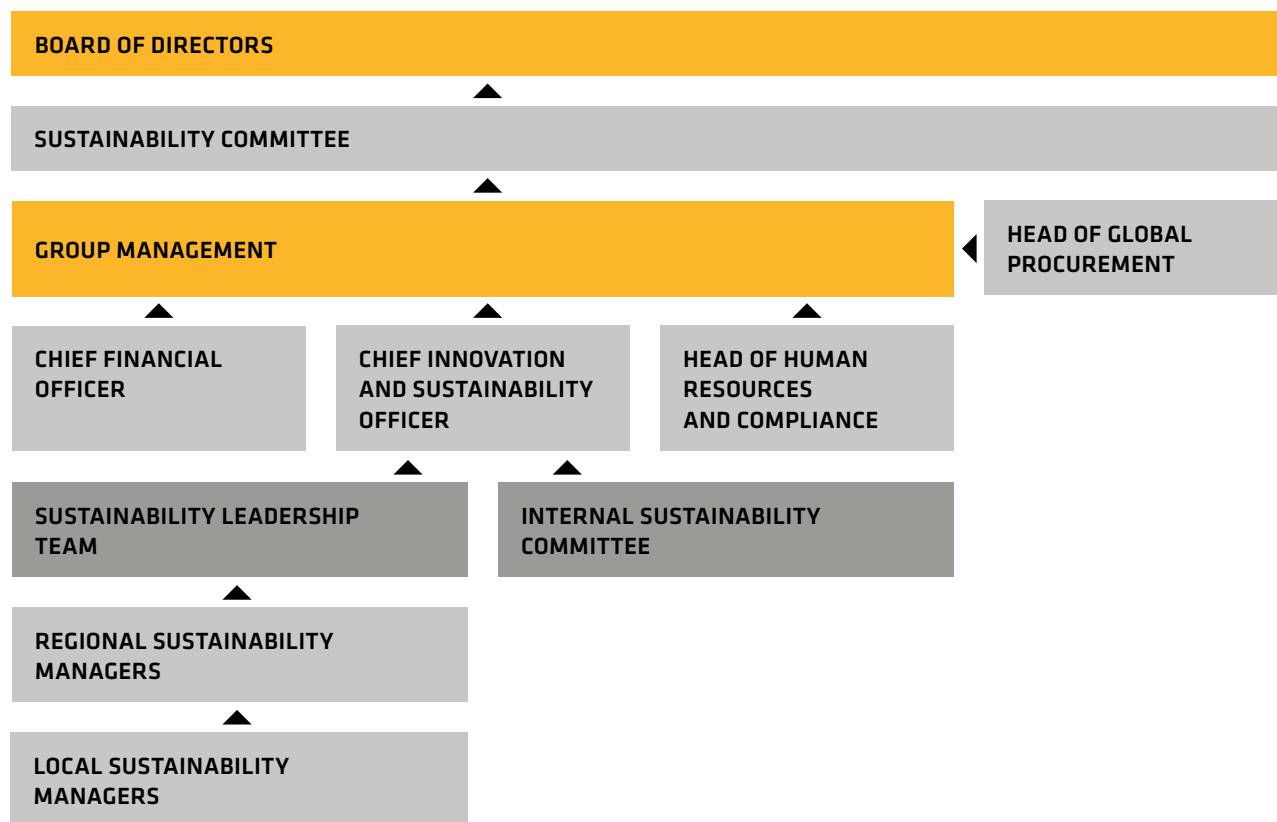 BOARD OF DIRECTORS
SUSTAINABILITY COMMITTEE
GROUP MANAGEMENT
HEAD OF GLOBAL
PROCUREMENT
CHIEF FINANCIAL
OFFICER
CHIEF INNOVATION
AND SUSTAINABILITY
OFFICER
HEAD OF HUMAN
RESOURCES
AND COMPLIANCE
SUSTAINABILITY LEADERSHIP
TEAM
INTERNAL SUSTAINABILITY
COMMITTEE
REGIONAL SUSTAINABILITY
MANAGERS
LOCAL SUSTAINABILITY
MANAGERS